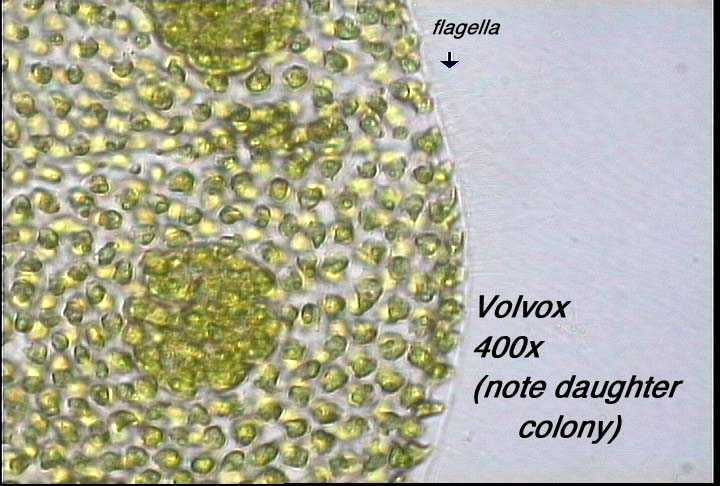 flagella
Volvox
400x
(note daughter
colony)